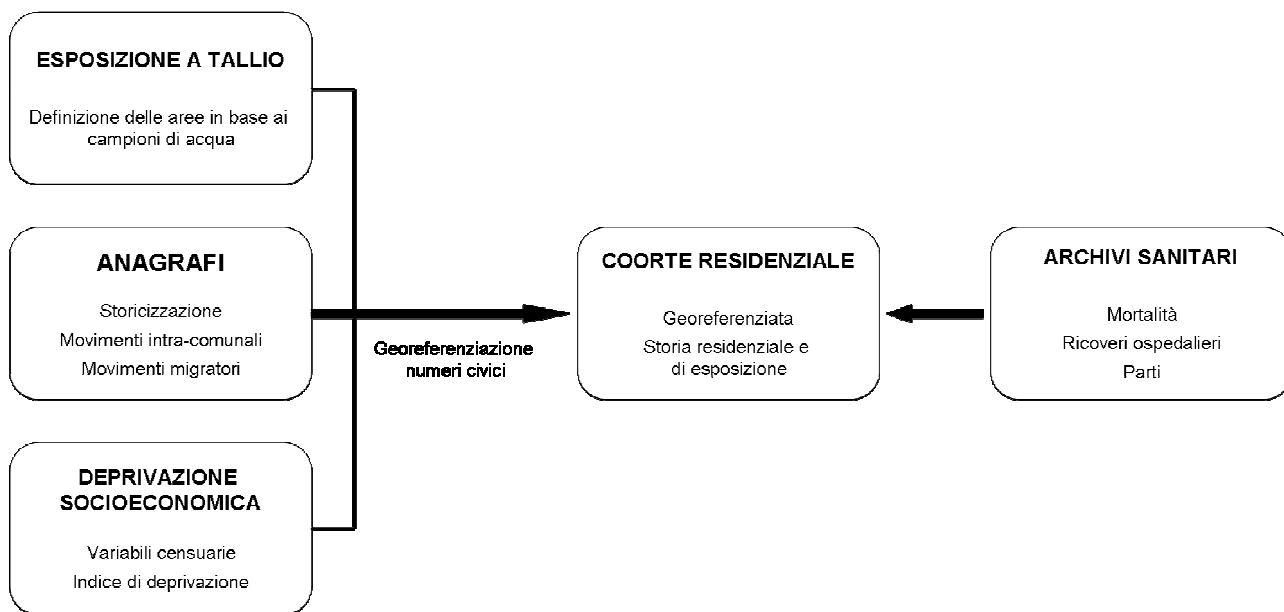 ESPOSIZIONE A TALLIO
Definizione delle aree in base ai
campioni di acqua
ANAGRAFI
Storicizzazione
Movimenti intra-comunali
Movimenti migratori
DEPRIVAZIONE
SOCIOECONOMICA
Variabili censuarie
Indice di deprivazione
Georeferenziazione
numeri civici
COORTE RESIDENZIALE
Georeferenziata
Storia residenziale e
di esposizione
ARCHIVI SANITARI
Mortalità
Ricoveri ospedalieri
Parti